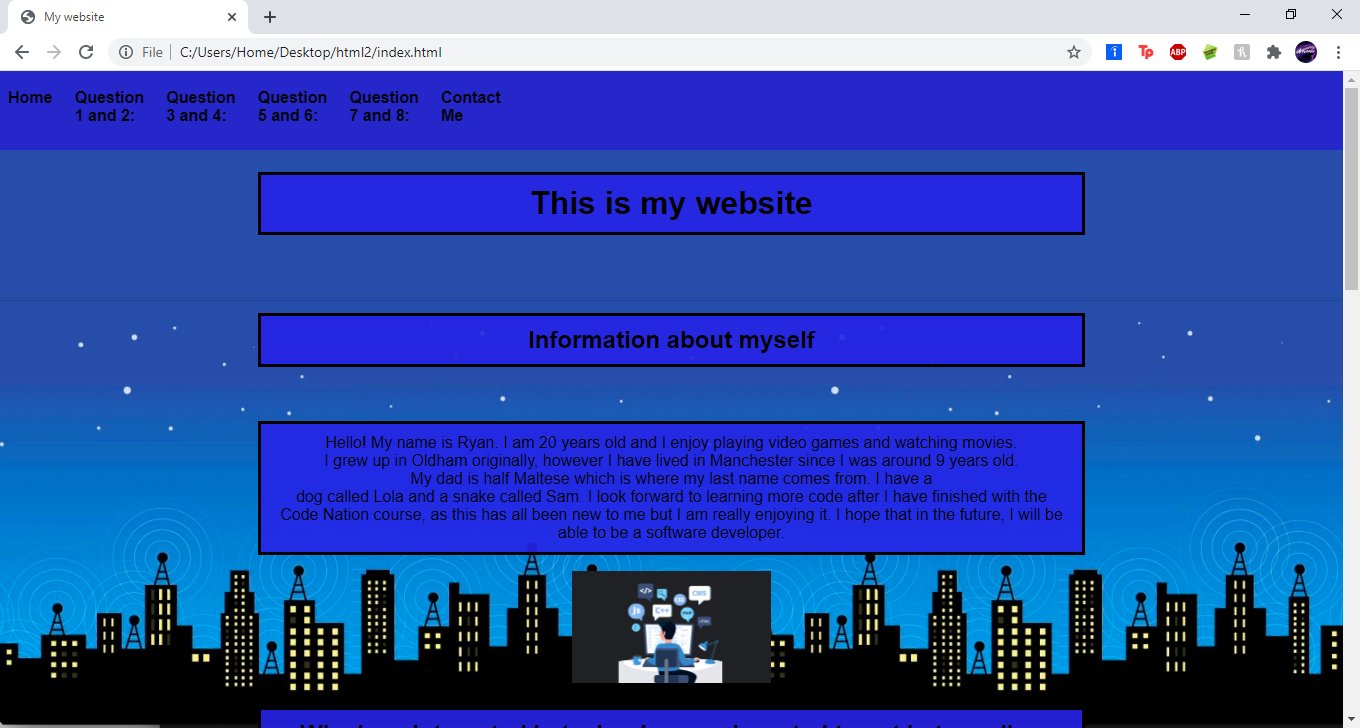 My website
File
C:/Users/Home/Desktop/html2/index.html
Tp
ABP
Home
Question 1 and 2:
Question 3 and 4:
Question 5 and 6:
Question 7 and 8:
Contact Me
This is my website
Information about myself
Hello! My name is Ryan. I am 20 years old and I enjoy playing video games and watching movies.
I grew up in Oldham originally, however I have lived in Manchester since I was around 9 years old.
My dad is half Maltese which is where my last name comes from. I have a
dog called Lola and a snake called Sam. I look forward to learning more code after I have finished with the
Code Nation course, as this has all been new to me but I am really enjoying it. I hope that in the future, I will be
able to be a software developer.
</>
CMS
CSS
JS
C++
PHP
HTML